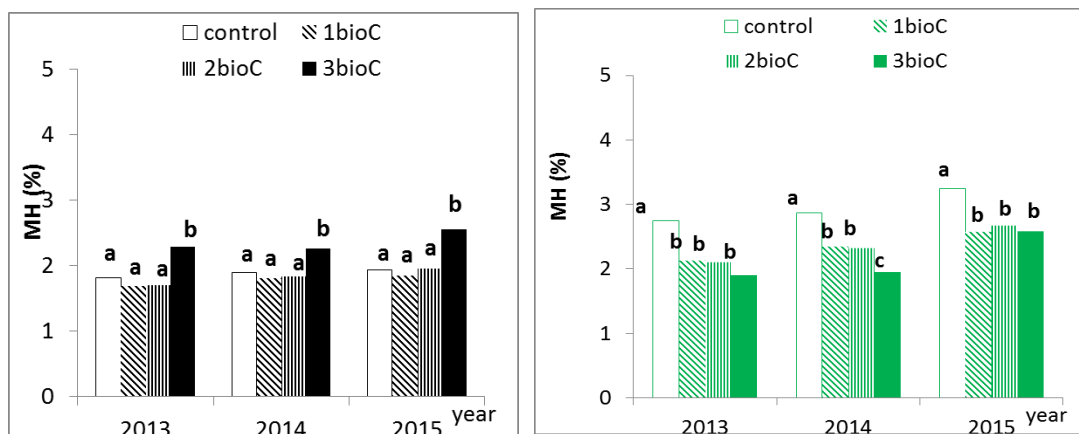 control 1bioC
2bioC 3bioC
MH (%)
5
4
3
2
1
0
a a a b
a a a b
a a a b
2013 2014 2015 year
control 1bioC
2bioC 3bioC
MH (%)
5
4
3
2
1
0
a b b b
a b b c
a b b b
2013 2014 2015 year